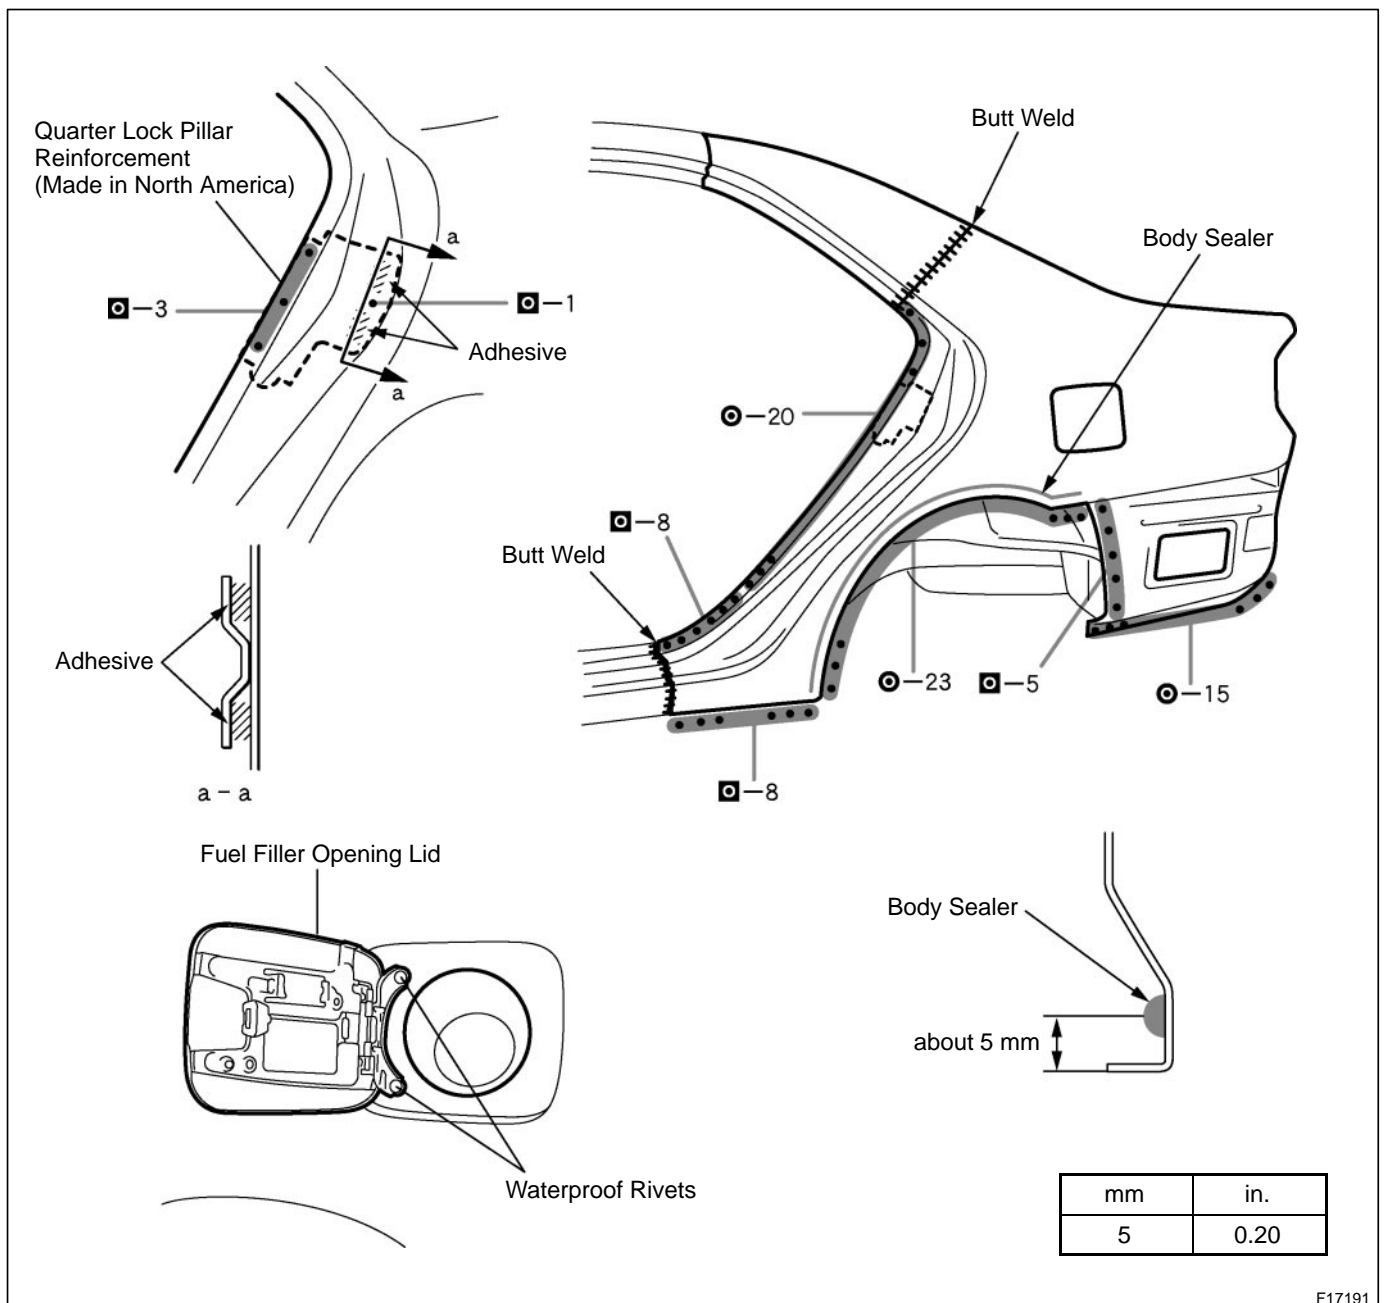 Quarter Lock Pillar
Reinforcement
(Made in North America)
Butt Weld
Body Sealer
a
—3
—1
Adhesive
a
—20
—8
Butt Weld
Adhesive
—23
—5
—15
a – a
—8
Fuel Filler Opening Lid
Body Sealer
about 5 mm
Waterproof Rivets
mm in.
5 0.20
F17191